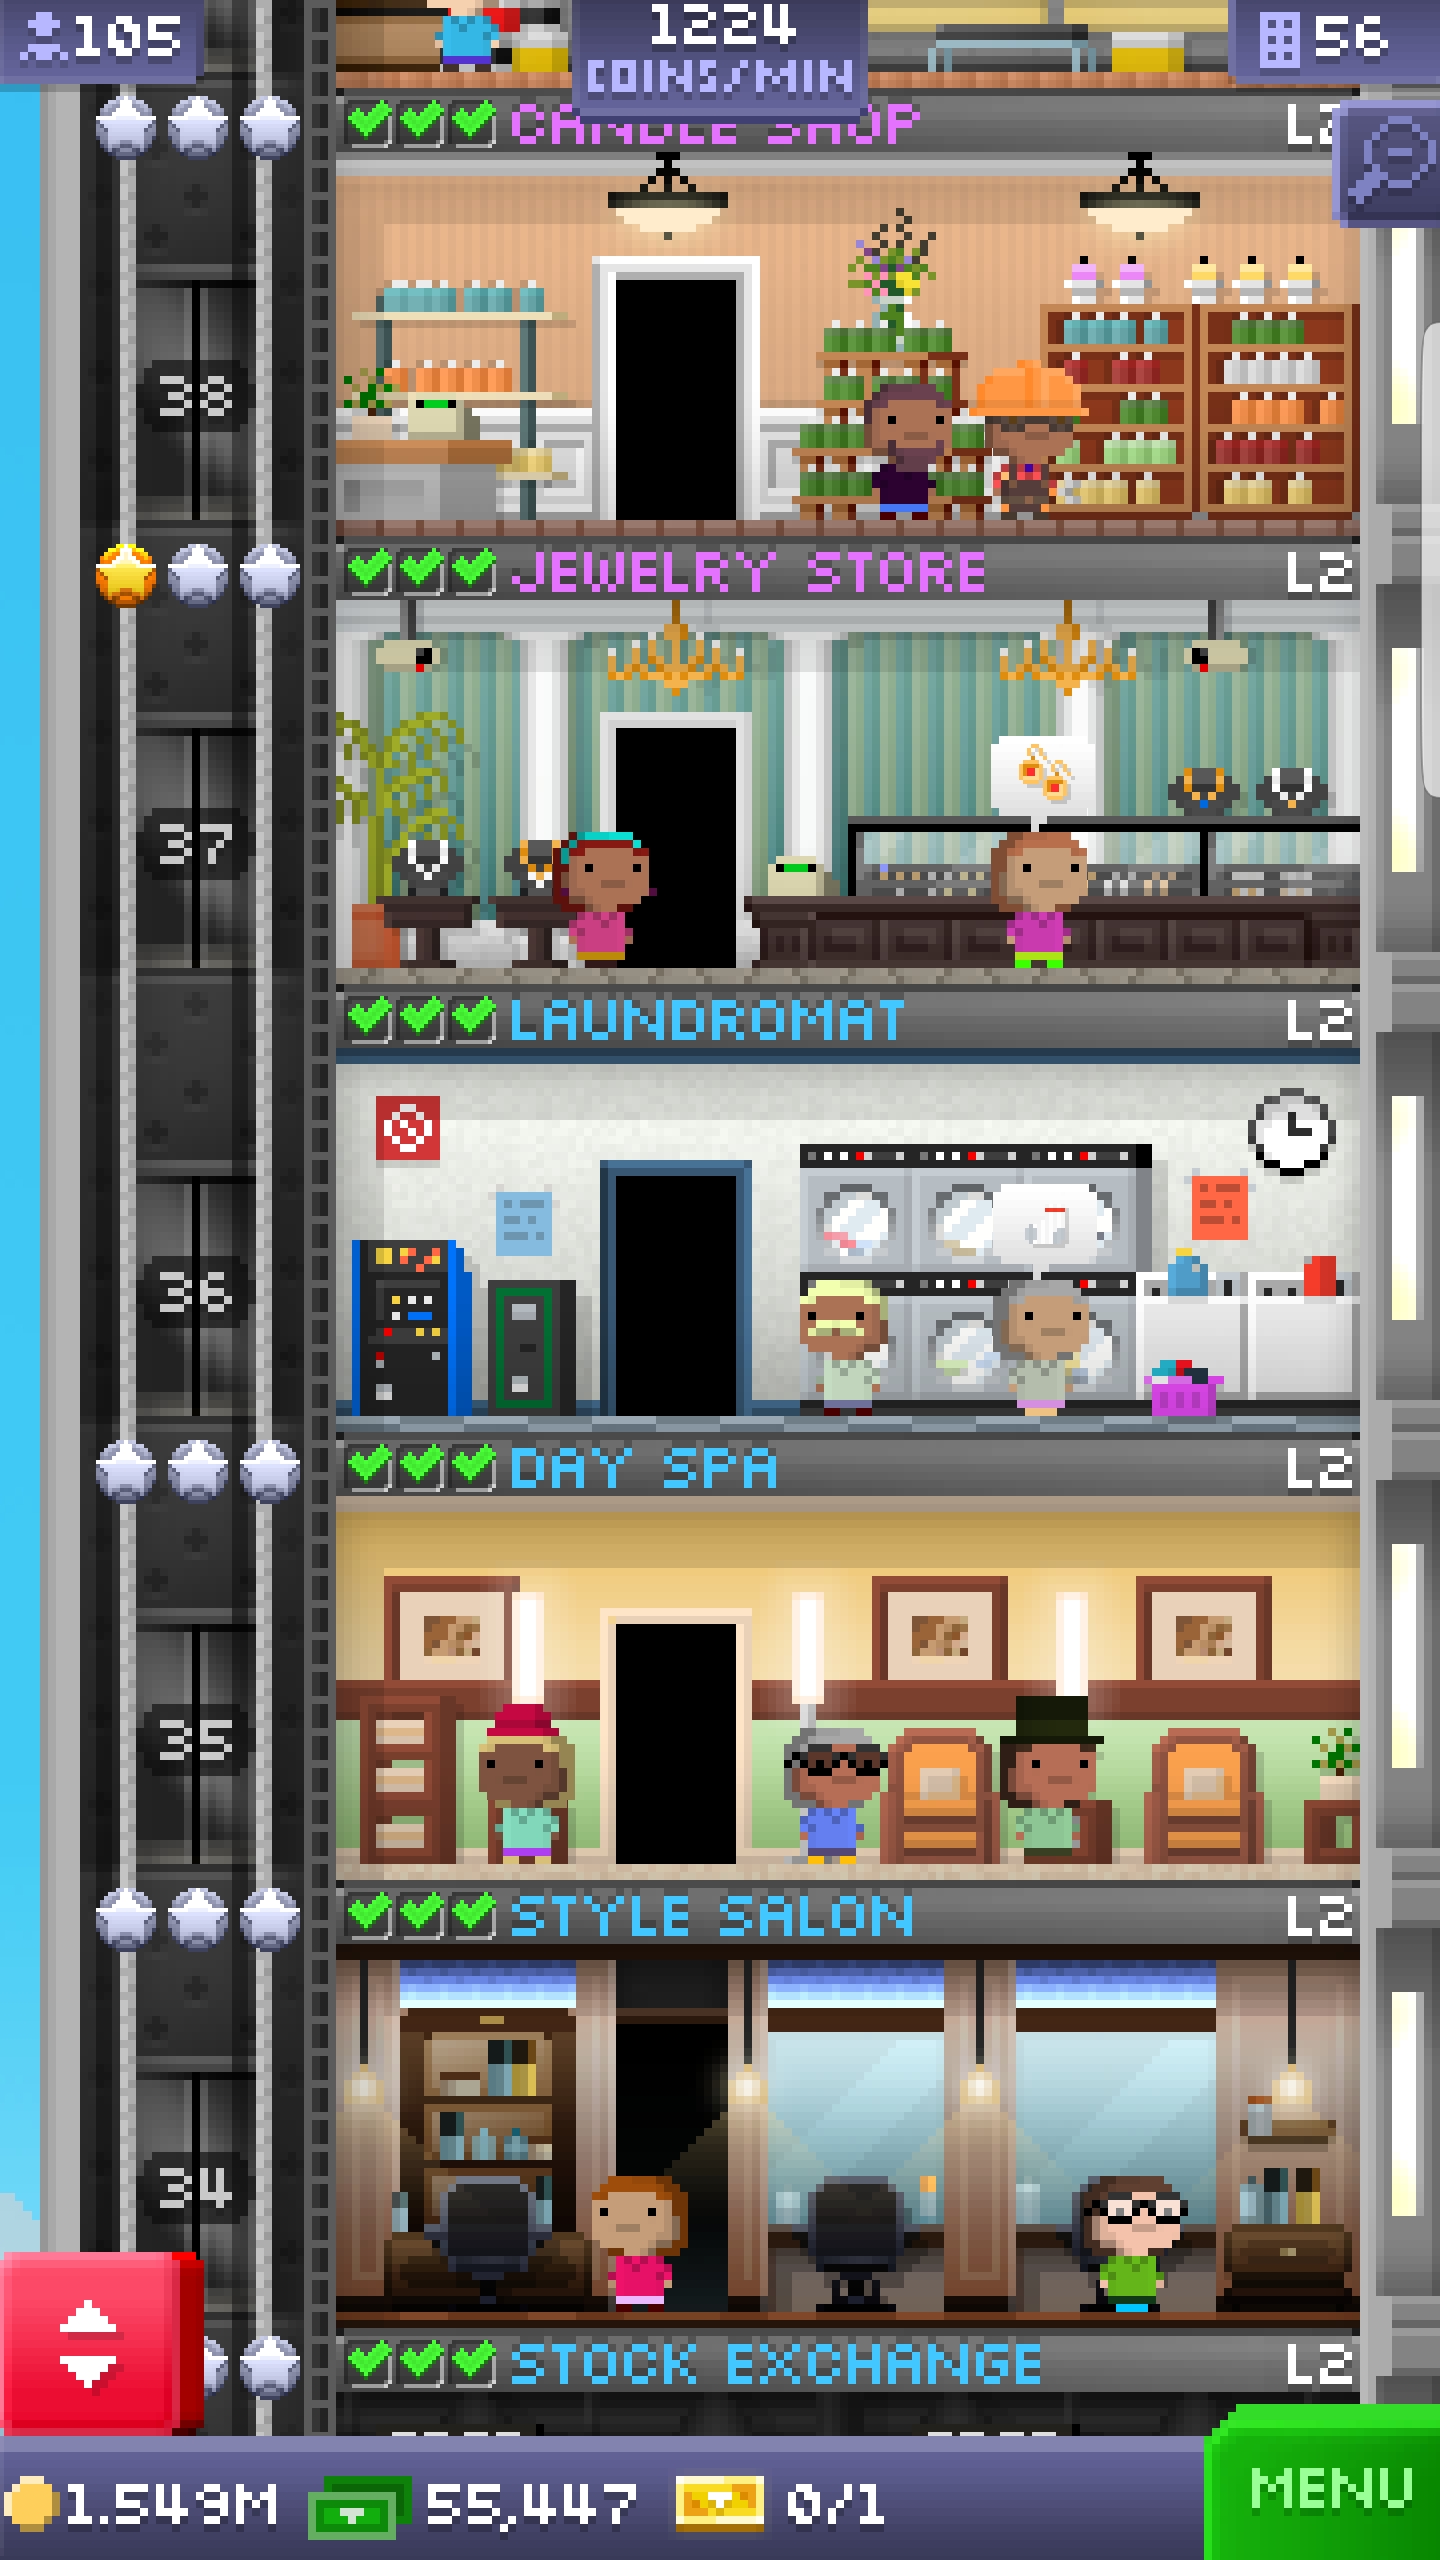 105
1224
COINS/MIN
56
CANDLE SHOP
38
JEWELRY STORE L2
37
LAUNDROMAT L2
36
DAY SPA L2
35
STYLE SALON L2
34
STOCK EXCHANGE L2
1.549M 55,447 0/1
MENU